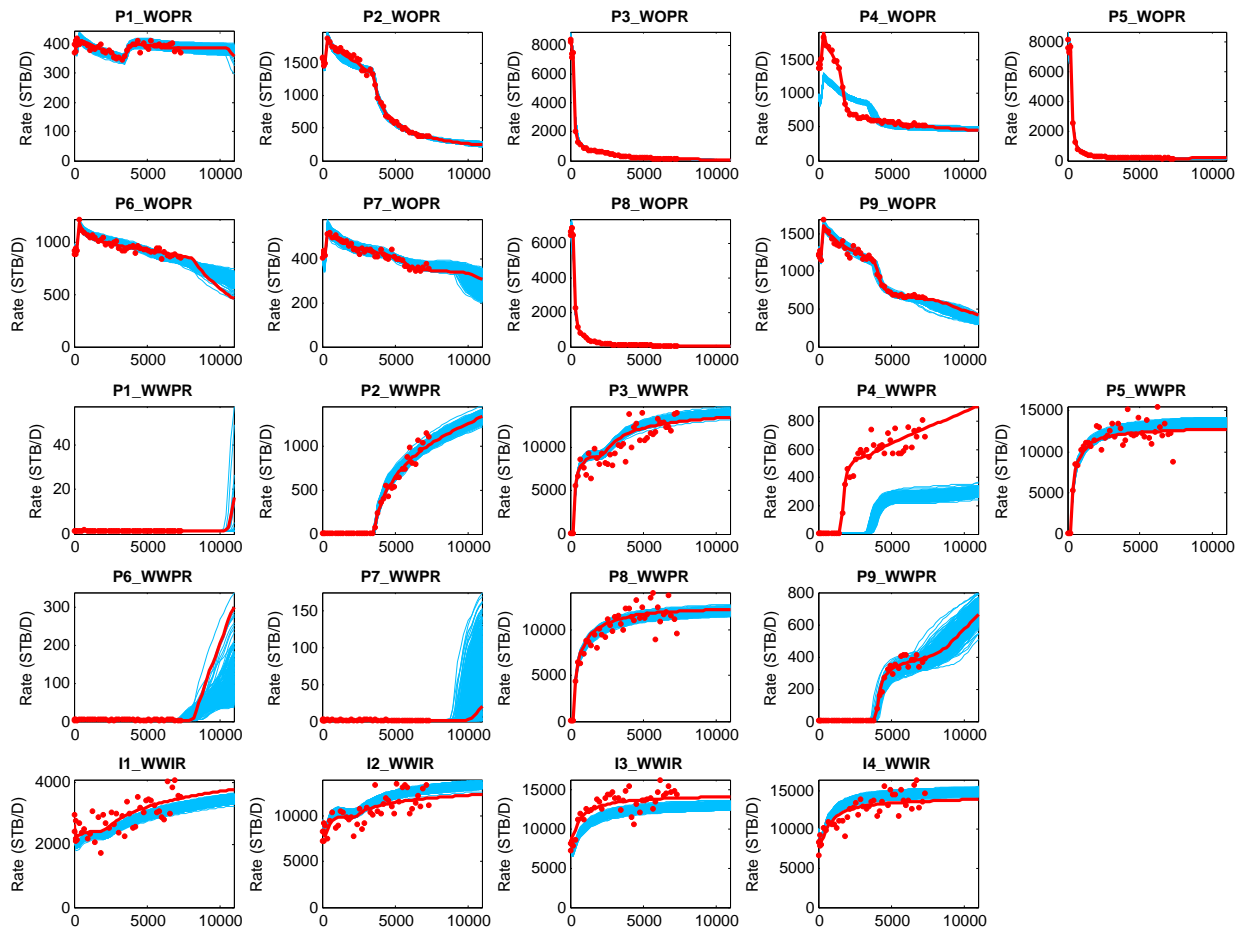 P1_WOPR P2_WOPR P3_WOPR P4_WOPR P5_WOPR
Rate (STB/D) Rate (STB/D) Rate (STB/D) Rate (STB/D) Rate (STB/D)
400 300 200 100 0
1500 1000 500 0
8000 6000 4000 2000 0
1500 1000 500 0
8000 6000 4000 2000 0
0 5000 10000 0 5000 10000 0 5000 10000 0 5000 10000 0 5000 10000
P6_WOPR P7_WOPR P8_WOPR P9_WOPR
Rate (STB/D) Rate (STB/D) Rate (STB/D) Rate (STB/D)
1000 500 0
400 200 0
6000 4000 2000 0
1500 1000 500 0
0 5000 10000 0 5000 10000 0 5000 10000 0 5000 10000
P1_WWPR P2_WWPR P3_WWPR P4_WWPR P5_WWPR
Rate (STB/D) Rate (STB/D) Rate (STB/D) Rate (STB/D) Rate (STB/D)
40 20 0
1000 500 0
10000 5000 0
800 600 400 200 0
15000 10000 5000 0
0 5000 10000 0 5000 10000 0 5000 10000 0 5000 10000 0 5000 10000
P6_WWPR P7_WWPR P8_WWPR P9_WWPR
Rate (STB/D) Rate (STB/D) Rate (STB/D) Rate (STB/D)
300 200 100 0
150 100 50 0
10000 5000 0
800 600 400 200 0
0 5000 10000 0 5000 10000 0 5000 10000 0 5000 10000
I1_WWIR I2_WWIR I3_WWIR I4_WWIR
Rate (STB/D) Rate (STB/D) Rate (STB/D) Rate (STB/D)
4000 2000 0
10000 5000 0
15000 10000 5000 0
15000 10000 5000 0
0 5000 10000 0 5000 10000 0 5000 10000 0 5000 10000